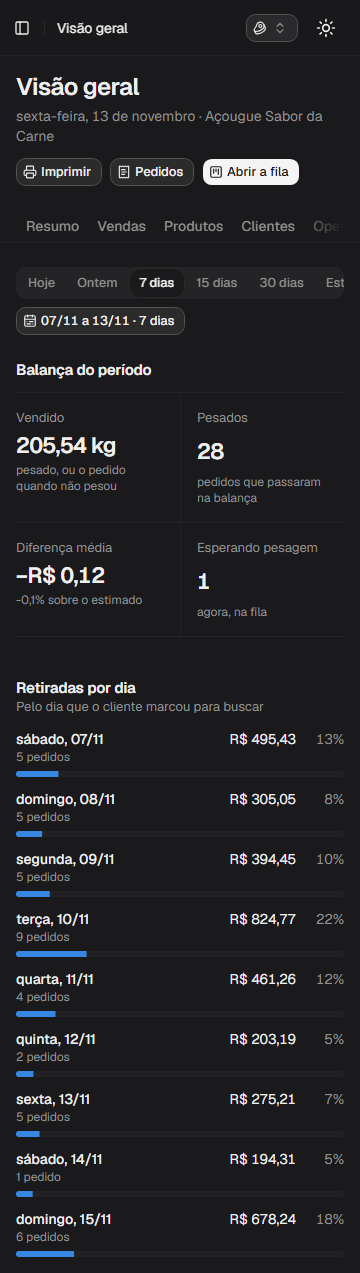 Visão geral
Visão geral
sexta-feira, 13 de novembro · Açougue Sabor da
Carne
Imprimir Pedidos Abrir a fila
Resumo Vendas Produtos Clientes Ope
Hoje Ontem 7 dias 15 dias 30 dias Est
07/11 a 13/11 · 7 dias
Balança do período
Vendido
205,54 kg
pesado, ou o pedido
quando não pesou
Pesados
28
pedidos que passaram
na balança
Diferença média
−R$ 0,12
-0,1% sobre o estimado
Esperando pesagem
1
agora, na fila
Retiradas por dia
Pelo dia que o cliente marcou para buscar
sábado, 07/11 R$ 495,43 13%
5 pedidos
domingo, 08/11 R$ 305,05 8%
5 pedidos
segunda, 09/11 R$ 394,45 10%
5 pedidos
terça, 10/11 R$ 824,77 22%
9 pedidos
quarta, 11/11 R$ 461,26 12%
4 pedidos
quinta, 12/11 R$ 203,19 5%
2 pedidos
sexta, 13/11 R$ 275,21 7%
5 pedidos
sábado, 14/11 R$ 194,31 5%
1 pedido
domingo, 15/11 R$ 678,24 18%
6 pedidos